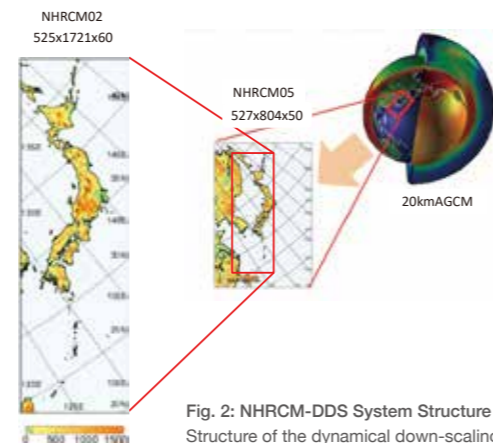 NHRCM02
525x1721x60
NHRCM05
527x804x50
20kmAGCM
0 500 1000 1500
Fig. 2: NHRCM-DDS System Structure
Structure of the dynamical down-scaling